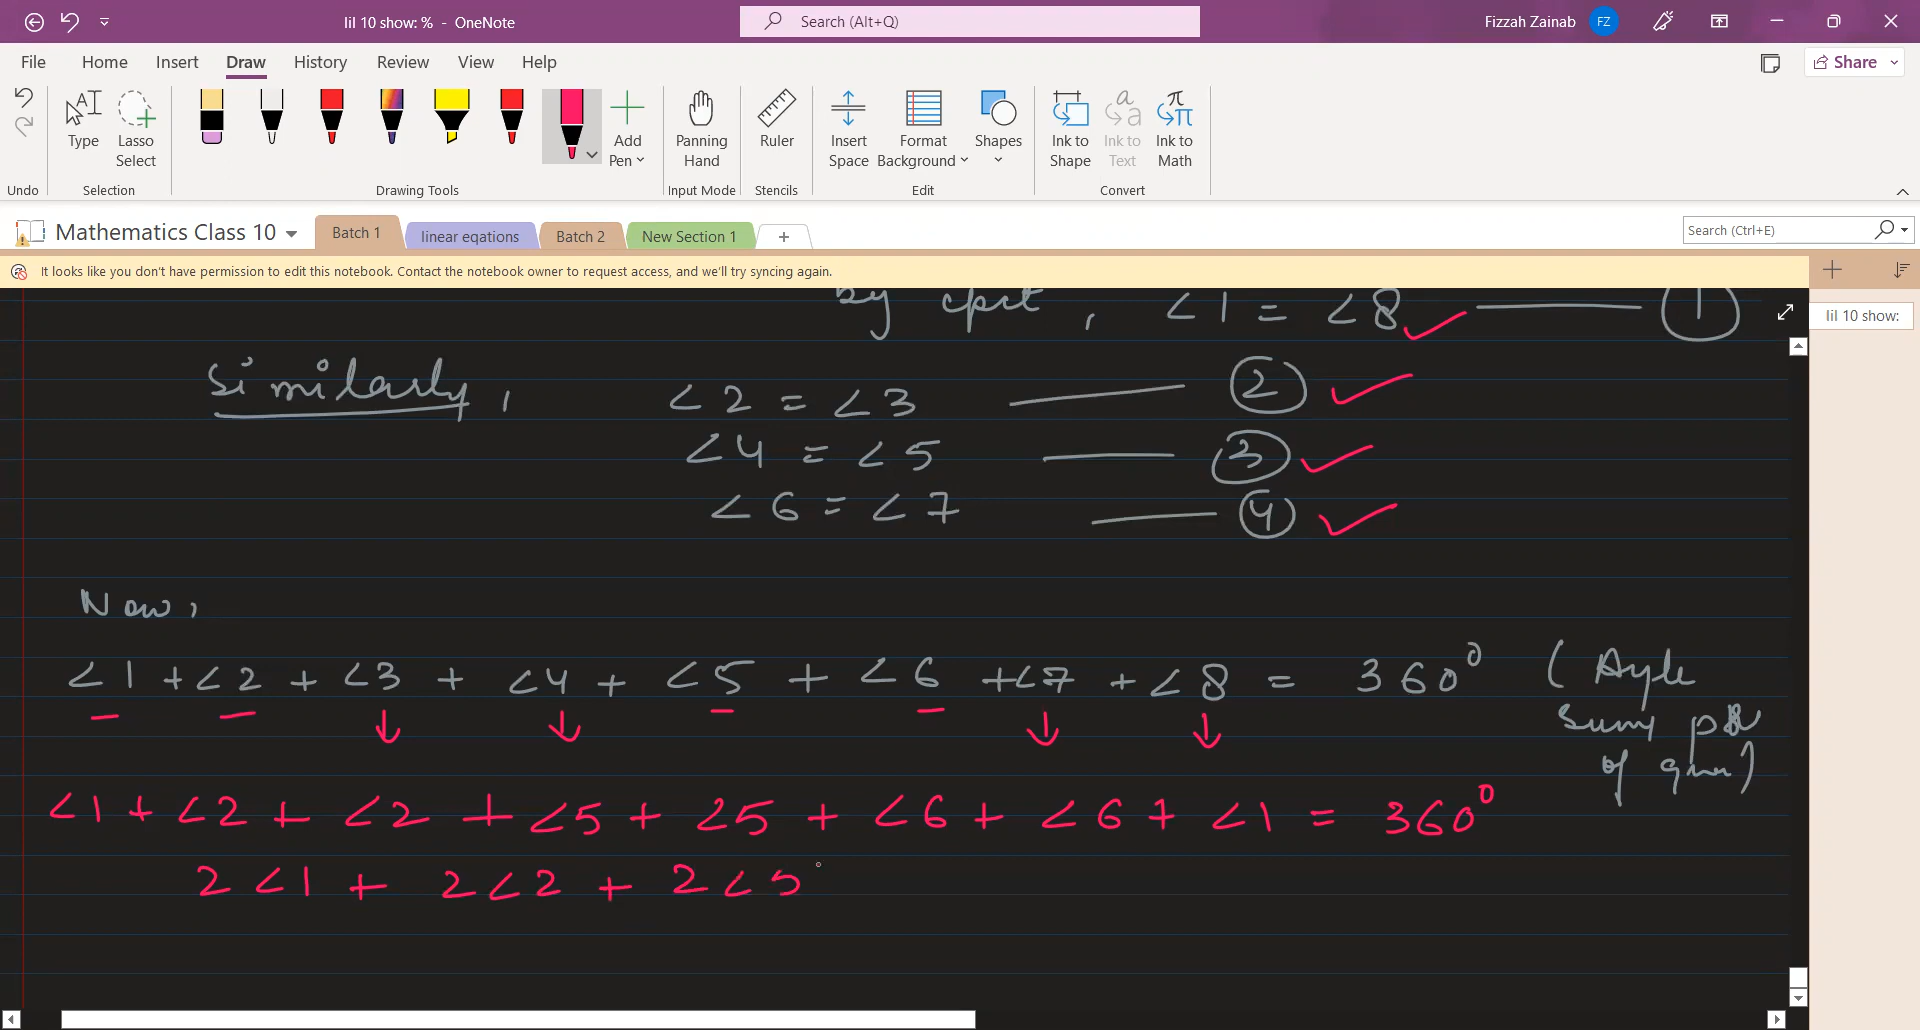 lil 10 show: % - OneNote
Search (Alt+Q)
Fizzah Zainab FZ
File Home Insert Draw History Review View Help
Share
Type
Lasso Select
Add Pen
Panning Hand
Ruler
Insert Space
Format Background
Shapes
Ink to Shape
Ink to Text
Ink to Math
Undo Selection Drawing Tools Input Mode Stencils Edit Convert
Mathematics Class 10
Batch 1 linear eqations Batch 2 New Section 1 +
Search (Ctrl+E)
It looks like you don't have permission to edit this notebook. Contact the notebook owner to request access, and we'll try syncing again.
lil 10 show:
by cpct, ∠1 = ∠8 —— ①
Similarly, ∠2 = ∠3 —— ②
∠4 = ∠5 —— ③
∠6 = ∠7 —— ④
Now,
∠1 + ∠2 + ∠3 + ∠4 + ∠5 + ∠6 + ∠7 + ∠8 = 360° (Angle
sum
of
∠1 + ∠2 + ∠2 + ∠5 + ∠5 + ∠6 + ∠6 + ∠1 = 360°
2∠1 + 2∠2 + 2∠5